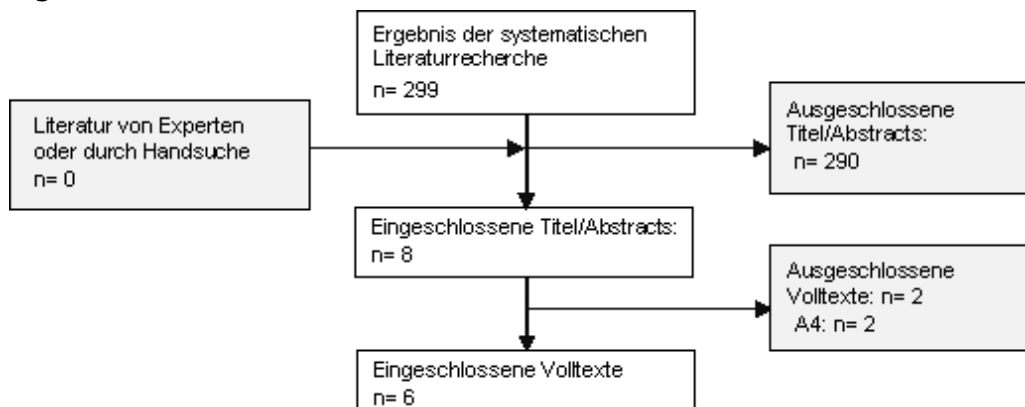 Ergebnis der systematischen
Literaturrecherche
n= 299
Literatur von Experten
oder durch Handsuche
n= 0
Ausgeschlossene
Titel/Abstracts:
n= 290
Eingeschlossene Titel/Abstracts:
n= 8
Ausgeschlossene
Volltexte: n= 2
A4: n= 2
Eingeschlossene Volltexte
n= 6